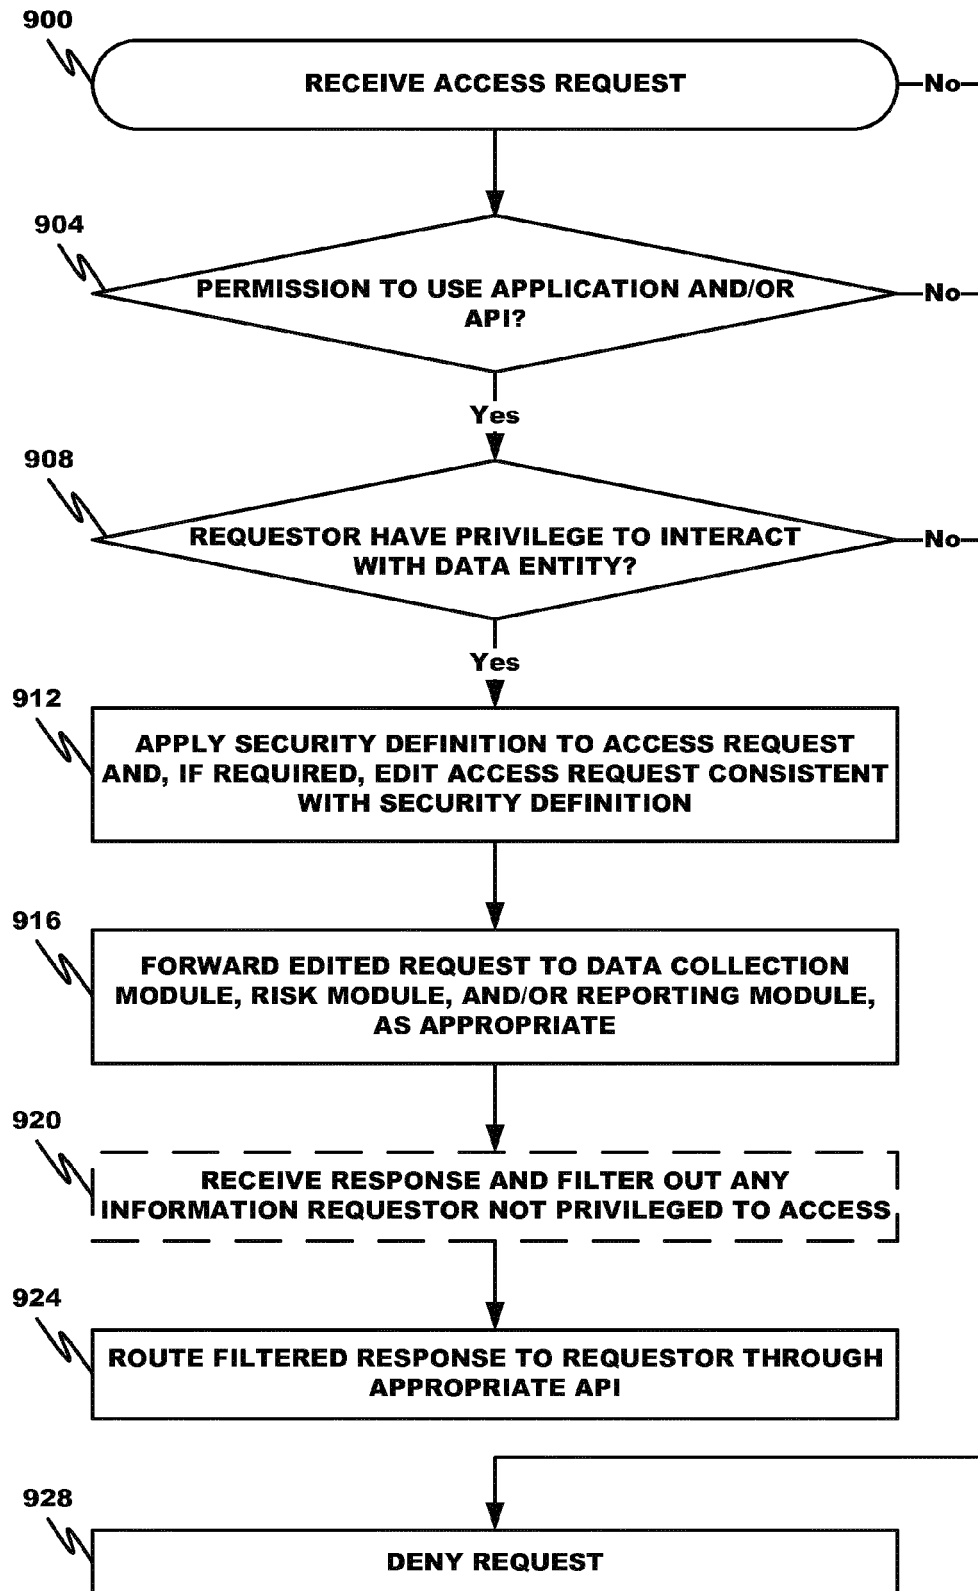 900
RECEIVE ACCESS REQUEST
No
904
PERMISSION TO USE APPLICATION AND/OR
API?
No
Yes
908
REQUESTOR HAVE PRIVILEGE TO INTERACT
WITH DATA ENTITY?
No
Yes
912
APPLY SECURITY DEFINITION TO ACCESS REQUEST
AND, IF REQUIRED, EDIT ACCESS REQUEST CONSISTENT
WITH SECURITY DEFINITION
916
FORWARD EDITED REQUEST TO DATA COLLECTION
MODULE, RISK MODULE, AND/OR REPORTING MODULE,
AS APPROPRIATE
920
RECEIVE RESPONSE AND FILTER OUT ANY
INFORMATION REQUESTOR NOT PRIVILEGED TO ACCESS
924
ROUTE FILTERED RESPONSE TO REQUESTOR THROUGH
APPROPRIATE API
928
DENY REQUEST